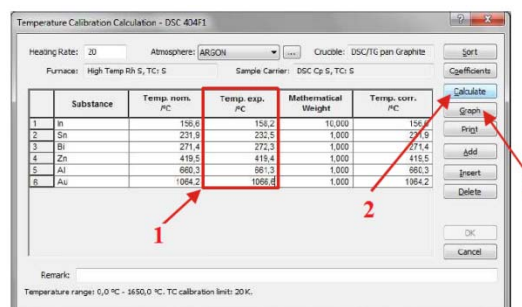 Temperature Calibration Calculation - DSC 404F1
Heating Rate: 20 Atmosphere: ARGON ... Crucible: DSC/TG pan Graphite Sort
Furnace: High Temp Rh S, TC: S Sample Carrier: DSC Cp S, TC: S Coefficients
Calculate
Substance Temp. nom. /°C Temp. exp. /°C Mathematical Weight Temp. corr. /°C
Graph
1 In 156,6 158,2 10,000 156,6
Print
2 Sn 231,9 232,5 1,000 231,9
3 Bi 271,4 272,3 1,000 271,4
4 Zn 419,5 419,4 1,000 419,5
Add
5 Al 660,3 661,3 1,000 660,3
Insert
6 Au 1064,2 1066,6 1,000 1064,2
Delete
1
2
OK
Cancel
Remark:
Temperature range: 0,0 °C - 1650,0 °C. TC calibration limit: 20 K.